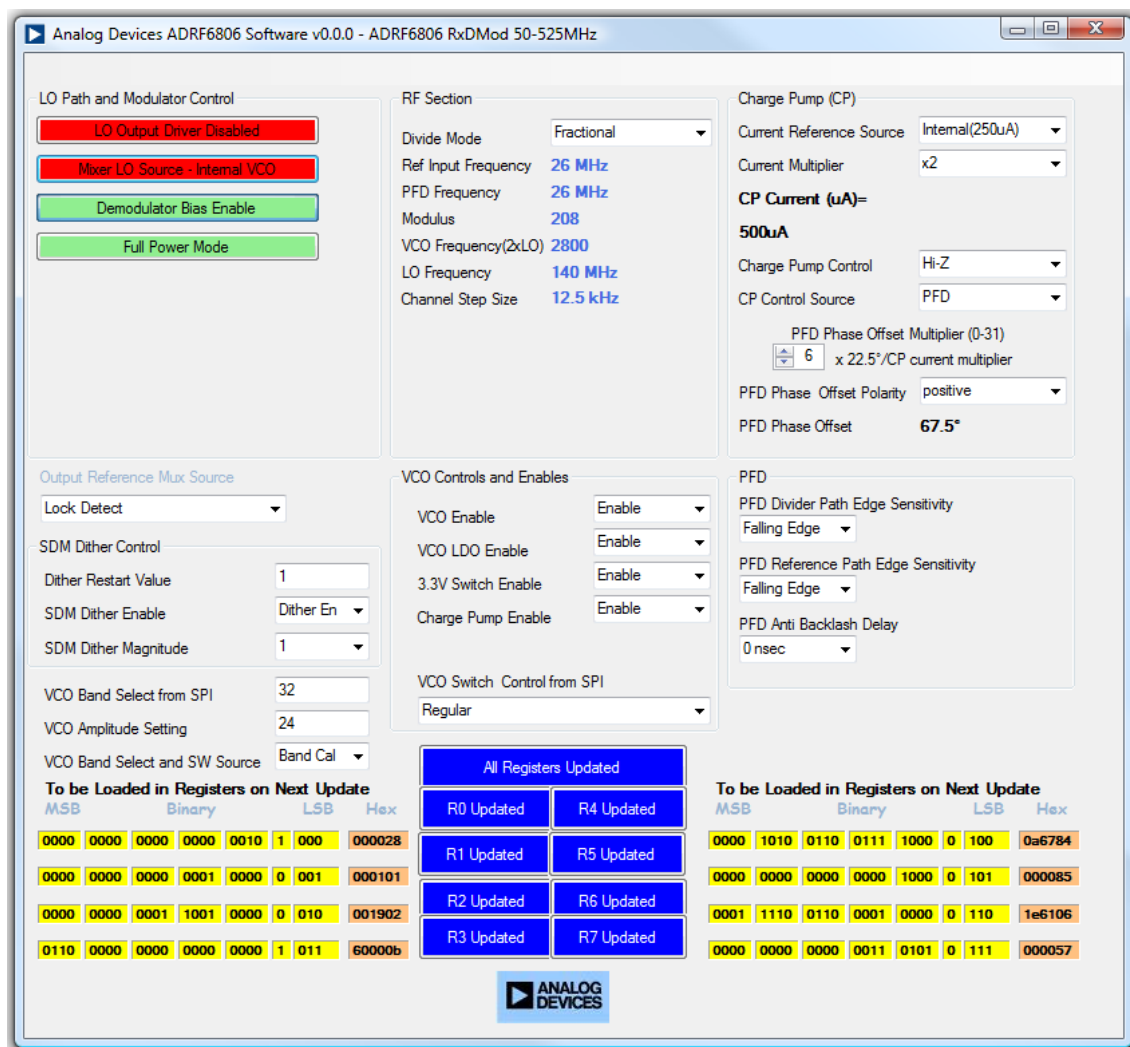 Analog Devices ADRF6806 Software v0.0.0 - ADRF6806 RxDMod 50-525MHz
LO Path and Modulator Control
LO Output Driver Disabled
Mixer LO Source - Internal VCO
Demodulator Bias Enable
Full Power Mode
RF Section
Divide Mode Fractional
Ref Input Frequency 26 MHz
PFD Frequency 26 MHz
Modulus 208
VCO Frequency(2xLO) 2800
LO Frequency 140 MHz
Channel Step Size 12.5 kHz
Charge Pump (CP)
Current Reference Source Internal(250uA)
Current Multiplier x2
CP Current (uA)=
500uA
Charge Pump Control Hi-Z
CP Control Source PFD
PFD Phase Offset Multiplier (0-31)
6 x 22.5°/CP current multiplier
PFD Phase Offset Polarity positive
PFD Phase Offset 67.5°
Output Reference Mux Source
Lock Detect
SDM Dither Control
Dither Restart Value 1
SDM Dither Enable Dither En
SDM Dither Magnitude 1
VCO Band Select from SPI 32
VCO Amplitude Setting 24
VCO Band Select and SW Source Band Cal
VCO Controls and Enables
VCO Enable Enable
VCO LDO Enable Enable
3.3V Switch Enable Enable
Charge Pump Enable Enable
VCO Switch Control from SPI
Regular
PFD
PFD Divider Path Edge Sensitivity
Falling Edge
PFD Reference Path Edge Sensitivity
Falling Edge
PFD Anti Backlash Delay
0 nsec
To be Loaded in Registers on Next Update
MSB Binary LSB Hex
0000 0000 0000 0000 0010 1 000 000028
0000 0000 0000 0001 0000 0 001 000101
0000 0000 0001 1001 0000 0 010 001902
0110 0000 0000 0000 0000 1 011 60000b
All Registers Updated
R0 Updated R4 Updated
R1 Updated R5 Updated
R2 Updated R6 Updated
R3 Updated R7 Updated
To be Loaded in Registers on Next Update
MSB Binary LSB Hex
0000 1010 0110 0111 1000 0 100 0a6784
0000 0000 0000 0000 1000 0 101 000085
0001 1110 0110 0001 0000 0 110 1e6106
0000 0000 0000 0011 0101 0 111 000057
ANALOG
DEVICES